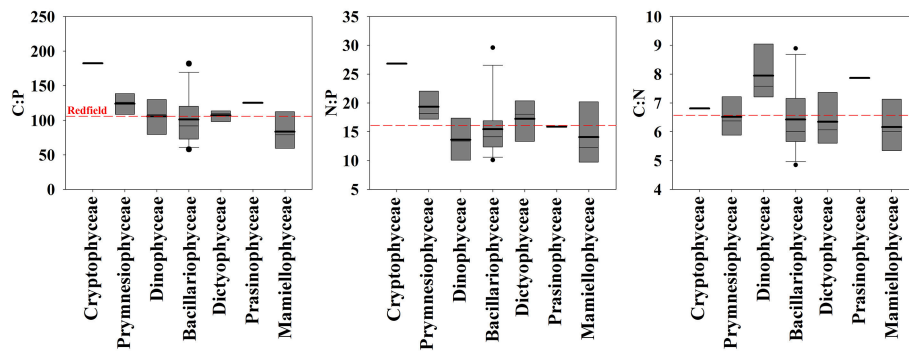 C:P
250
200
150
100
50
0
Redfield
Cryptophyceae
Prymnesiophyceae
Dinophyceae
Bacillariophyceae
Dictyophyceae
Prasinophyceae
Mamiellophyceae
N:P
35
30
25
20
15
10
5
Cryptophyceae
Prymnesiophyceae
Dinophyceae
Bacillariophyceae
Dictyophyceae
Prasinophyceae
Mamiellophyceae
C:N
10
9
8
7
6
5
4
Cryptophyceae
Prymnesiophyceae
Dinophyceae
Bacillariophyceae
Dictyophyceae
Prasinophyceae
Mamiellophyceae